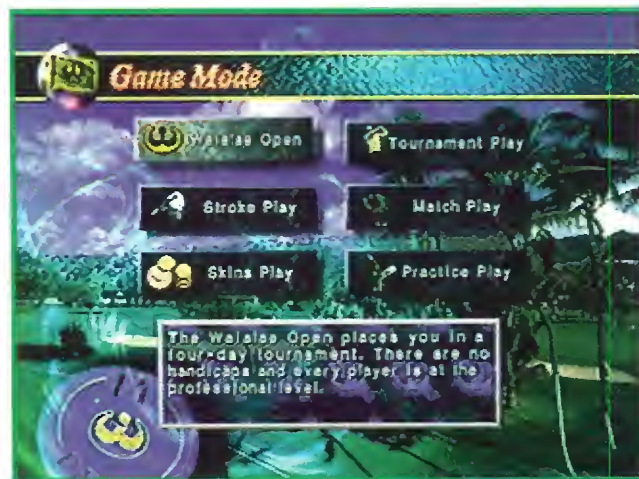 Game Mode
Waialae Open
Tournament Play
Stroke Play
Match Play
Skins Play
Practice Play
The Waialae Open places you in a
four-day tournament. There are no
handicaps and every player is at the
professional level.